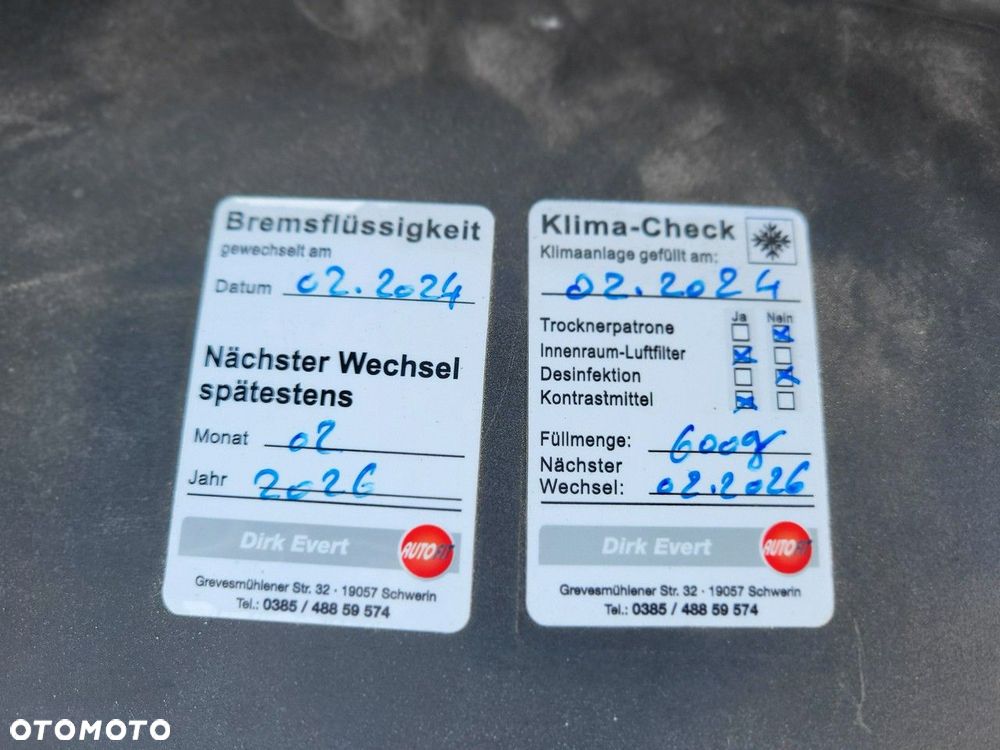 Bremsflüssigkeit
gewechselt am
Datum 02.2024
Nächster Wechsel
spätestens
Monat 02
Jahr 2026
Dirk Evert AUTOFIT
Grevesmühlener Str. 32 · 19057 Schwerin
Tel.: 0385 / 488 59 574
Klima-Check
Klimaanlage gefüllt am:
02.2024
Ja Nein
Trocknerpatrone
Innenraum-Luftfilter
Desinfektion
Kontrastmittel
Füllmenge: 600g
Nächster
Wechsel: 02.2026
Dirk Evert AUTOFIT
Grevesmühlener Str. 32 · 19057 Schwerin
Tel.: 0385 / 488 59 574
OTOMOTO